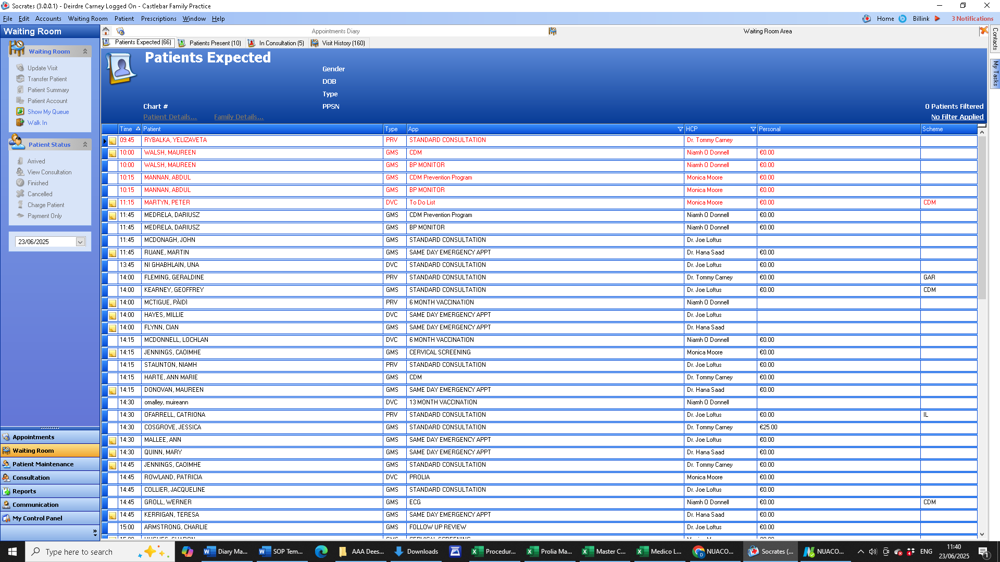 Socrates (3.0.0.1) - Deirdre Carney Logged On - Castlebar Family Practice
File Edit Accounts Waiting Room Patient Prescriptions Window Help
Home Billink 3 Notifications
Waiting Room
Appointments Diary
Waiting Room Area
Contacts
My Tasks
Patients Expected (66) Patients Present (10) In Consultation (5) Visit History (160)
Waiting Room
Update Visit
Transfer Patient
Patient Summary
Patient Account
Show My Queue
Walk In
Patient Status
Arrived
View Consultation
Finished
Cancelled
Charge Patient
Payment Only
23/06/2025
Appointments
Waiting Room
Patient Maintenance
Consultation
Reports
Communication
My Control Panel
Patients Expected
Gender
DOB
Type
Chart # PPSN
Patient Details... Family Details...
0 Patients Filtered
No Filter Applied
Time Patient Type App HCP Personal Scheme
09:45 RYBALKA, YELIZAVETA PRV STANDARD CONSULTATION Dr. Tommy Carney
10:00 WALSH, MAUREEN GMS CDM Niamh O Donnell €0.00
10:00 WALSH, MAUREEN GMS BP MONITOR Niamh O Donnell €0.00
10:15 MANNAN, ABDUL GMS CDM Prevention Program Monica Moore €0.00
10:15 MANNAN, ABDUL GMS BP MONITOR Monica Moore €0.00
11:15 MARTYN, PETER DVC To Do List Monica Moore €0.00 CDM
11:45 MEDRELA, DARIUSZ GMS CDM Prevention Program Niamh O Donnell €0.00
11:45 MEDRELA, DARIUSZ GMS BP MONITOR Niamh O Donnell €0.00
11:45 MCDONAGH, JOHN GMS STANDARD CONSULTATION Dr. Joe Loftus
11:45 RUANE, MARTIN GMS SAME DAY EMERGENCY APPT Dr. Hana Saad €0.00
13:45 NI GHABHLAIN, UNA DVC STANDARD CONSULTATION Dr. Joe Loftus €0.00
14:00 FLEMING, GERALDINE PRV STANDARD CONSULTATION Dr. Tommy Carney €0.00 GAR
14:00 KEARNEY, GEOFFREY GMS STANDARD CONSULTATION Dr. Joe Loftus €0.00 CDM
14:00 MCTIGUE, PÀIDÌ PRV 6 MONTH VACCINATION Niamh O Donnell
14:00 HAYES, MILLIE DVC SAME DAY EMERGENCY APPT Dr. Joe Loftus
14:00 FLYNN, CIAN GMS SAME DAY EMERGENCY APPT Dr. Hana Saad
14:15 MCDONNELL, LOCHLAN DVC 6 MONTH VACCINATION Niamh O Donnell €0.00
14:15 JENNINGS, CAOIMHE GMS CERVICAL SCREENING Monica Moore €0.00
14:15 STAUNTON, NIAMH PRV STANDARD CONSULTATION Dr. Joe Loftus €0.00
14:15 HARTE, ANN MARIE GMS CDM Dr. Tommy Carney €0.00
14:15 DONOVAN, MAUREEN GMS SAME DAY EMERGENCY APPT Dr. Hana Saad €0.00
14:30 omalley, muireann DVC 13 MONTH VACCINATION Niamh O Donnell
14:30 OFARRELL, CATRIONA PRV STANDARD CONSULTATION Dr. Joe Loftus €0.00 IL
14:30 COSGROVE, JESSICA GMS STANDARD CONSULTATION Dr. Tommy Carney €25.00
14:30 MALLEE, ANN GMS SAME DAY EMERGENCY APPT Dr. Joe Loftus €0.00
14:30 QUINN, MARY GMS SAME DAY EMERGENCY APPT Dr. Hana Saad €0.00
14:45 JENNINGS, CAOIMHE GMS STANDARD CONSULTATION Dr. Tommy Carney €0.00
14:45 ROWLAND, PATRICIA DVC PROLIA Monica Moore €0.00
14:45 COLLIER, JACQUELINE GMS STANDARD CONSULTATION Dr. Joe Loftus €0.00
14:45 GROLL, WERNER GMS ECG Niamh O Donnell €0.00 CDM
14:45 KERRIGAN, TERESA GMS SAME DAY EMERGENCY APPT Dr. Hana Saad €0.00
15:00 ARMSTRONG, CHARLIE GMS FOLLOW UP REVIEW Dr. Joe Loftus €0.00
Type here to search
Diary Ma... SOP Tem... AAA Dees... Downloads Procedur... Prolia Ma... Master C... Medico L... NUACO... Socrates (... NUACO... ENG
11:40
23/06/2025
1